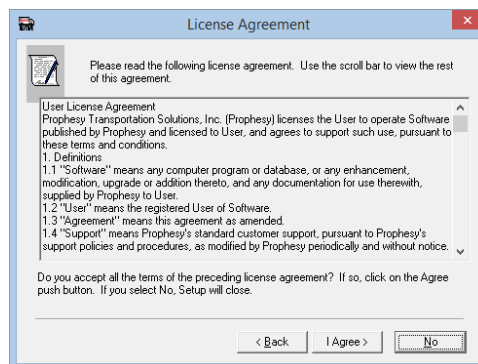 License Agreement
Please read the following license agreement. Use the scroll bar to view the rest
of this agreement.
User License Agreement
Prophesy Transportation Solutions, Inc. (Prophesy) licenses the User to operate Software
published by Prophesy and licensed to User, and agrees to support such use, pursuant to
these terms and conditions.
1. Definitions
1.1 "Software" means any computer program or database, or any enhancement,
modification, upgrade or addition thereto, and any documentation for use therewith,
supplied by Prophesy to User.
1.2 "User" means the registered User of Software.
1.3 "Agreement" means this agreement as amended.
1.4 "Support" means Prophesy's standard customer support, pursuant to Prophesy's
support policies and procedures, as modified by Prophesy periodically and without notice.
Do you accept all the terms of the preceding license agreement? If so, click on the Agree
push button. If you select No, Setup will close.
< Back
I Agree >
No